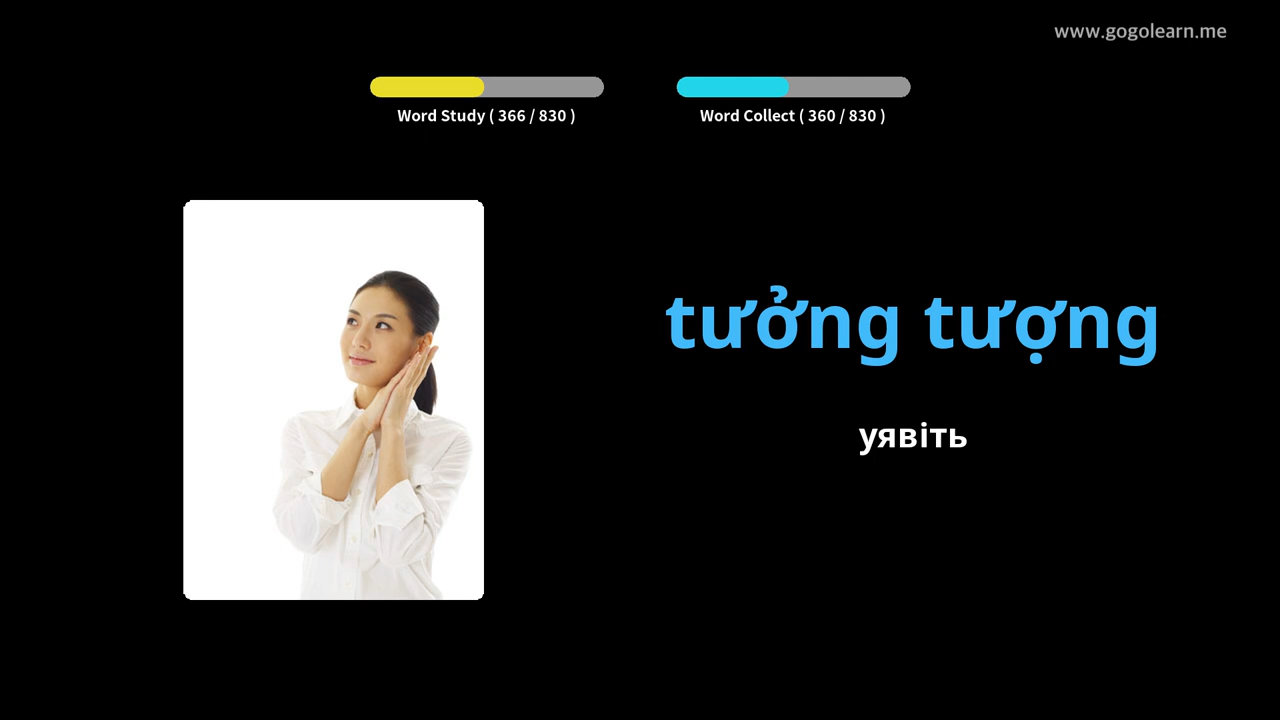 www.gogolearn.me
Word Study ( 366 / 830 )
Word Collect ( 360 / 830 )
tưởng tượng
уявіть